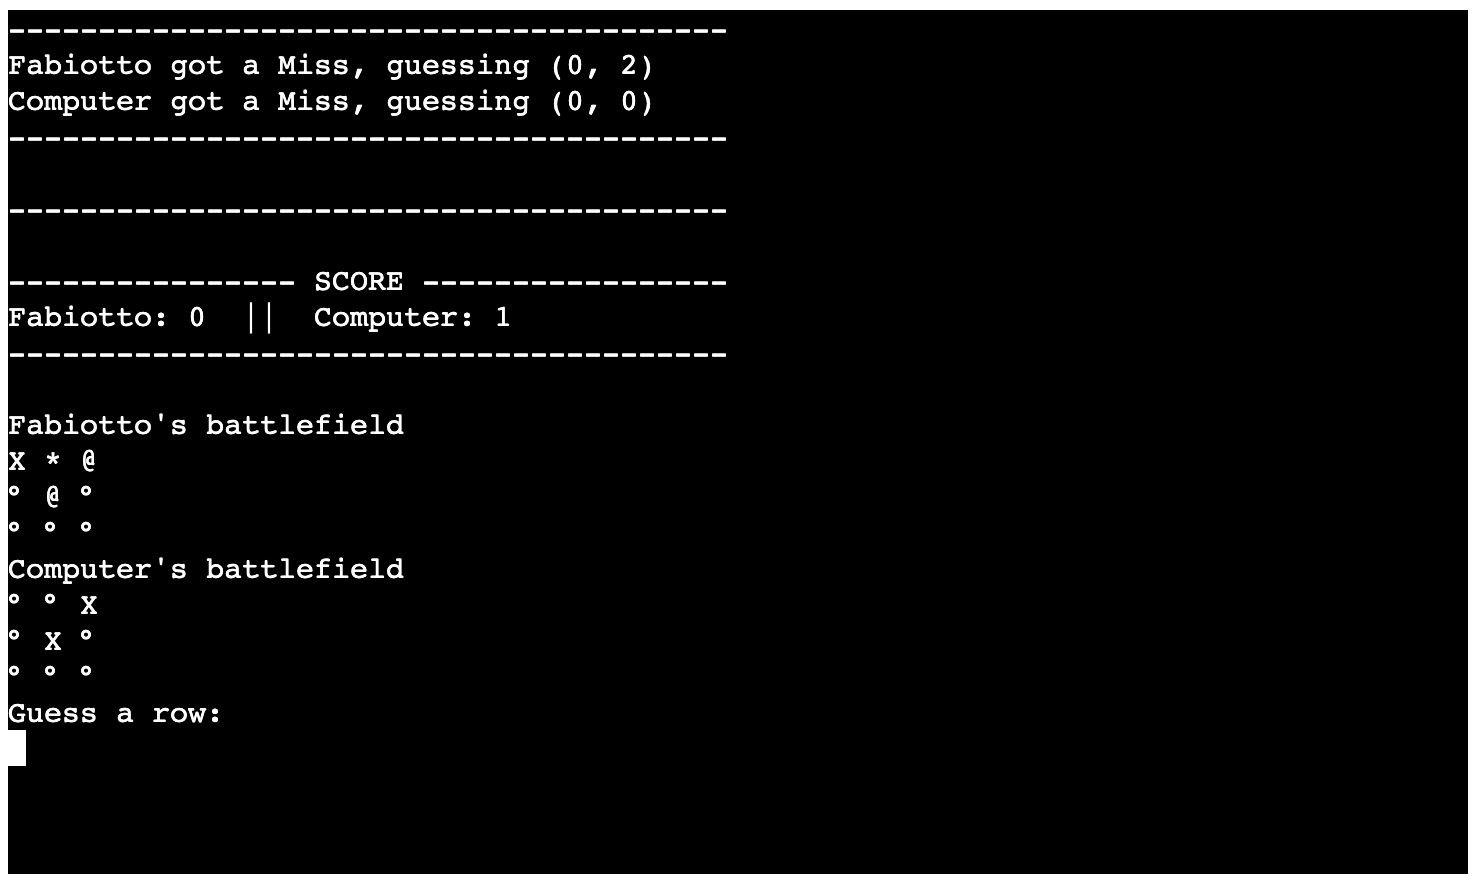 ----------------------------------------
Fabiotto got a Miss, guessing (0, 2)
Computer got a Miss, guessing (0, 0)
----------------------------------------
----------------------------------------
---------------- SCORE -----------------
Fabiotto: 0  ||  Computer: 1
----------------------------------------
Fabiotto's battlefield
X * @
° @ °
° ° °
Computer's battlefield
° ° X
° X °
° ° °
Guess a row: